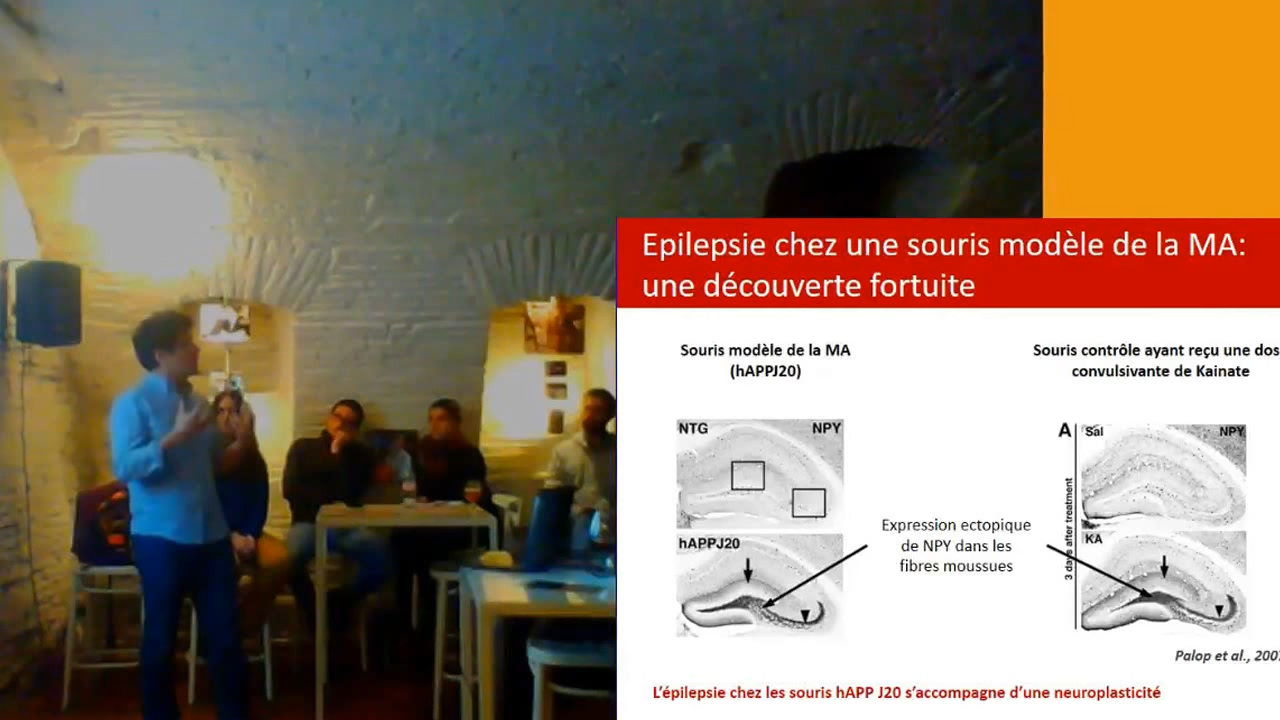 Epilepsie chez une souris modèle de la MA:
une découverte fortuite
Souris modèle de la MA
(hAPPJ20)
Souris contrôle ayant reçu une dos
convulsivante de Kainate
NTG NPY
A Sal NPY
hAPPJ20
KA
3 days after treatment
Expression ectopique
de NPY dans les
fibres moussues
Palop et al., 2007
L'épilepsie chez les souris hAPP J20 s'accompagne d'une neuroplasticité